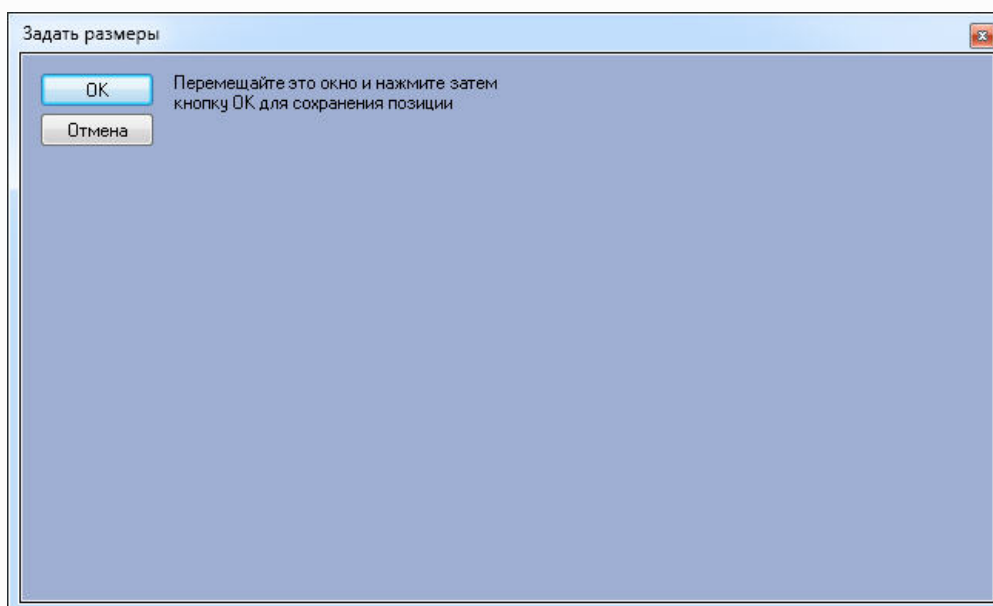 Задать размеры
OK
Перемещайте это окно и нажмите затем
кнопку OK для сохранения позиции
Отмена